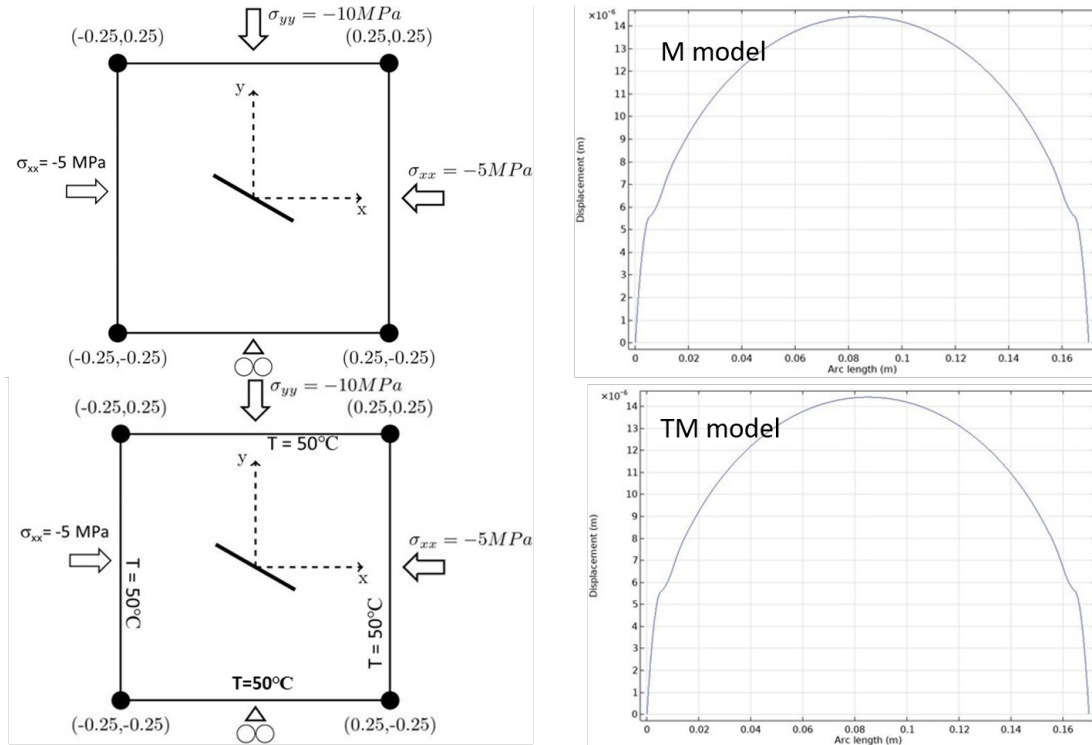 σyy = −10MPa
(-0.25,0.25) (0.25,0.25)
y
σxx= -5 MPa
σxx = −5MPa
x
(-0.25,-0.25) (0.25,-0.25)
×10⁻⁶
14
13
12
11
10
9
8
7
6
5
4
3
2
1
0
M model
Displacement (m)
0 0.02 0.04 0.06 0.08 0.1 0.12 0.14 0.16
Arc length (m)
σyy = −10MPa
(-0.25,0.25) (0.25,0.25)
T = 50℃
y
σxx= -5 MPa
σxx = −5MPa
x
T = 50℃
T = 50℃
T=50℃
(-0.25,-0.25) (0.25,-0.25)
×10⁻⁶
14
13
12
11
10
9
8
7
6
5
4
3
2
1
0
TM model
Displacement (m)
0 0.02 0.04 0.06 0.08 0.10 0.12 0.14 0.16
Arc length (m)